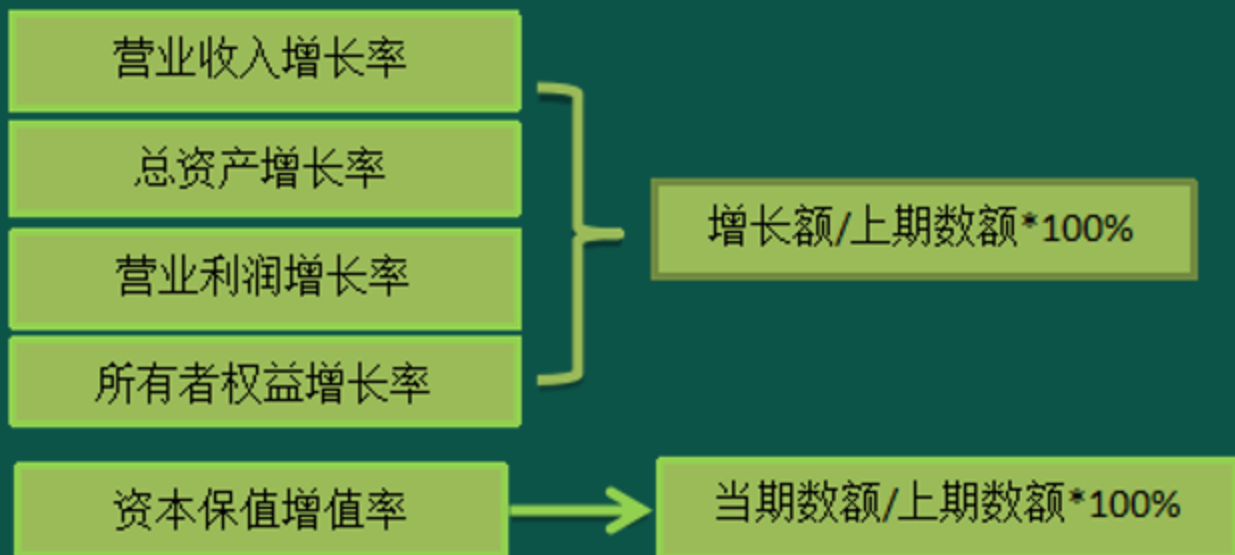 营业收入增长率
总资产增长率
营业利润增长率
所有者权益增长率
增长额/上期数额*100%
资本保值增值率
当期数额/上期数额*100%